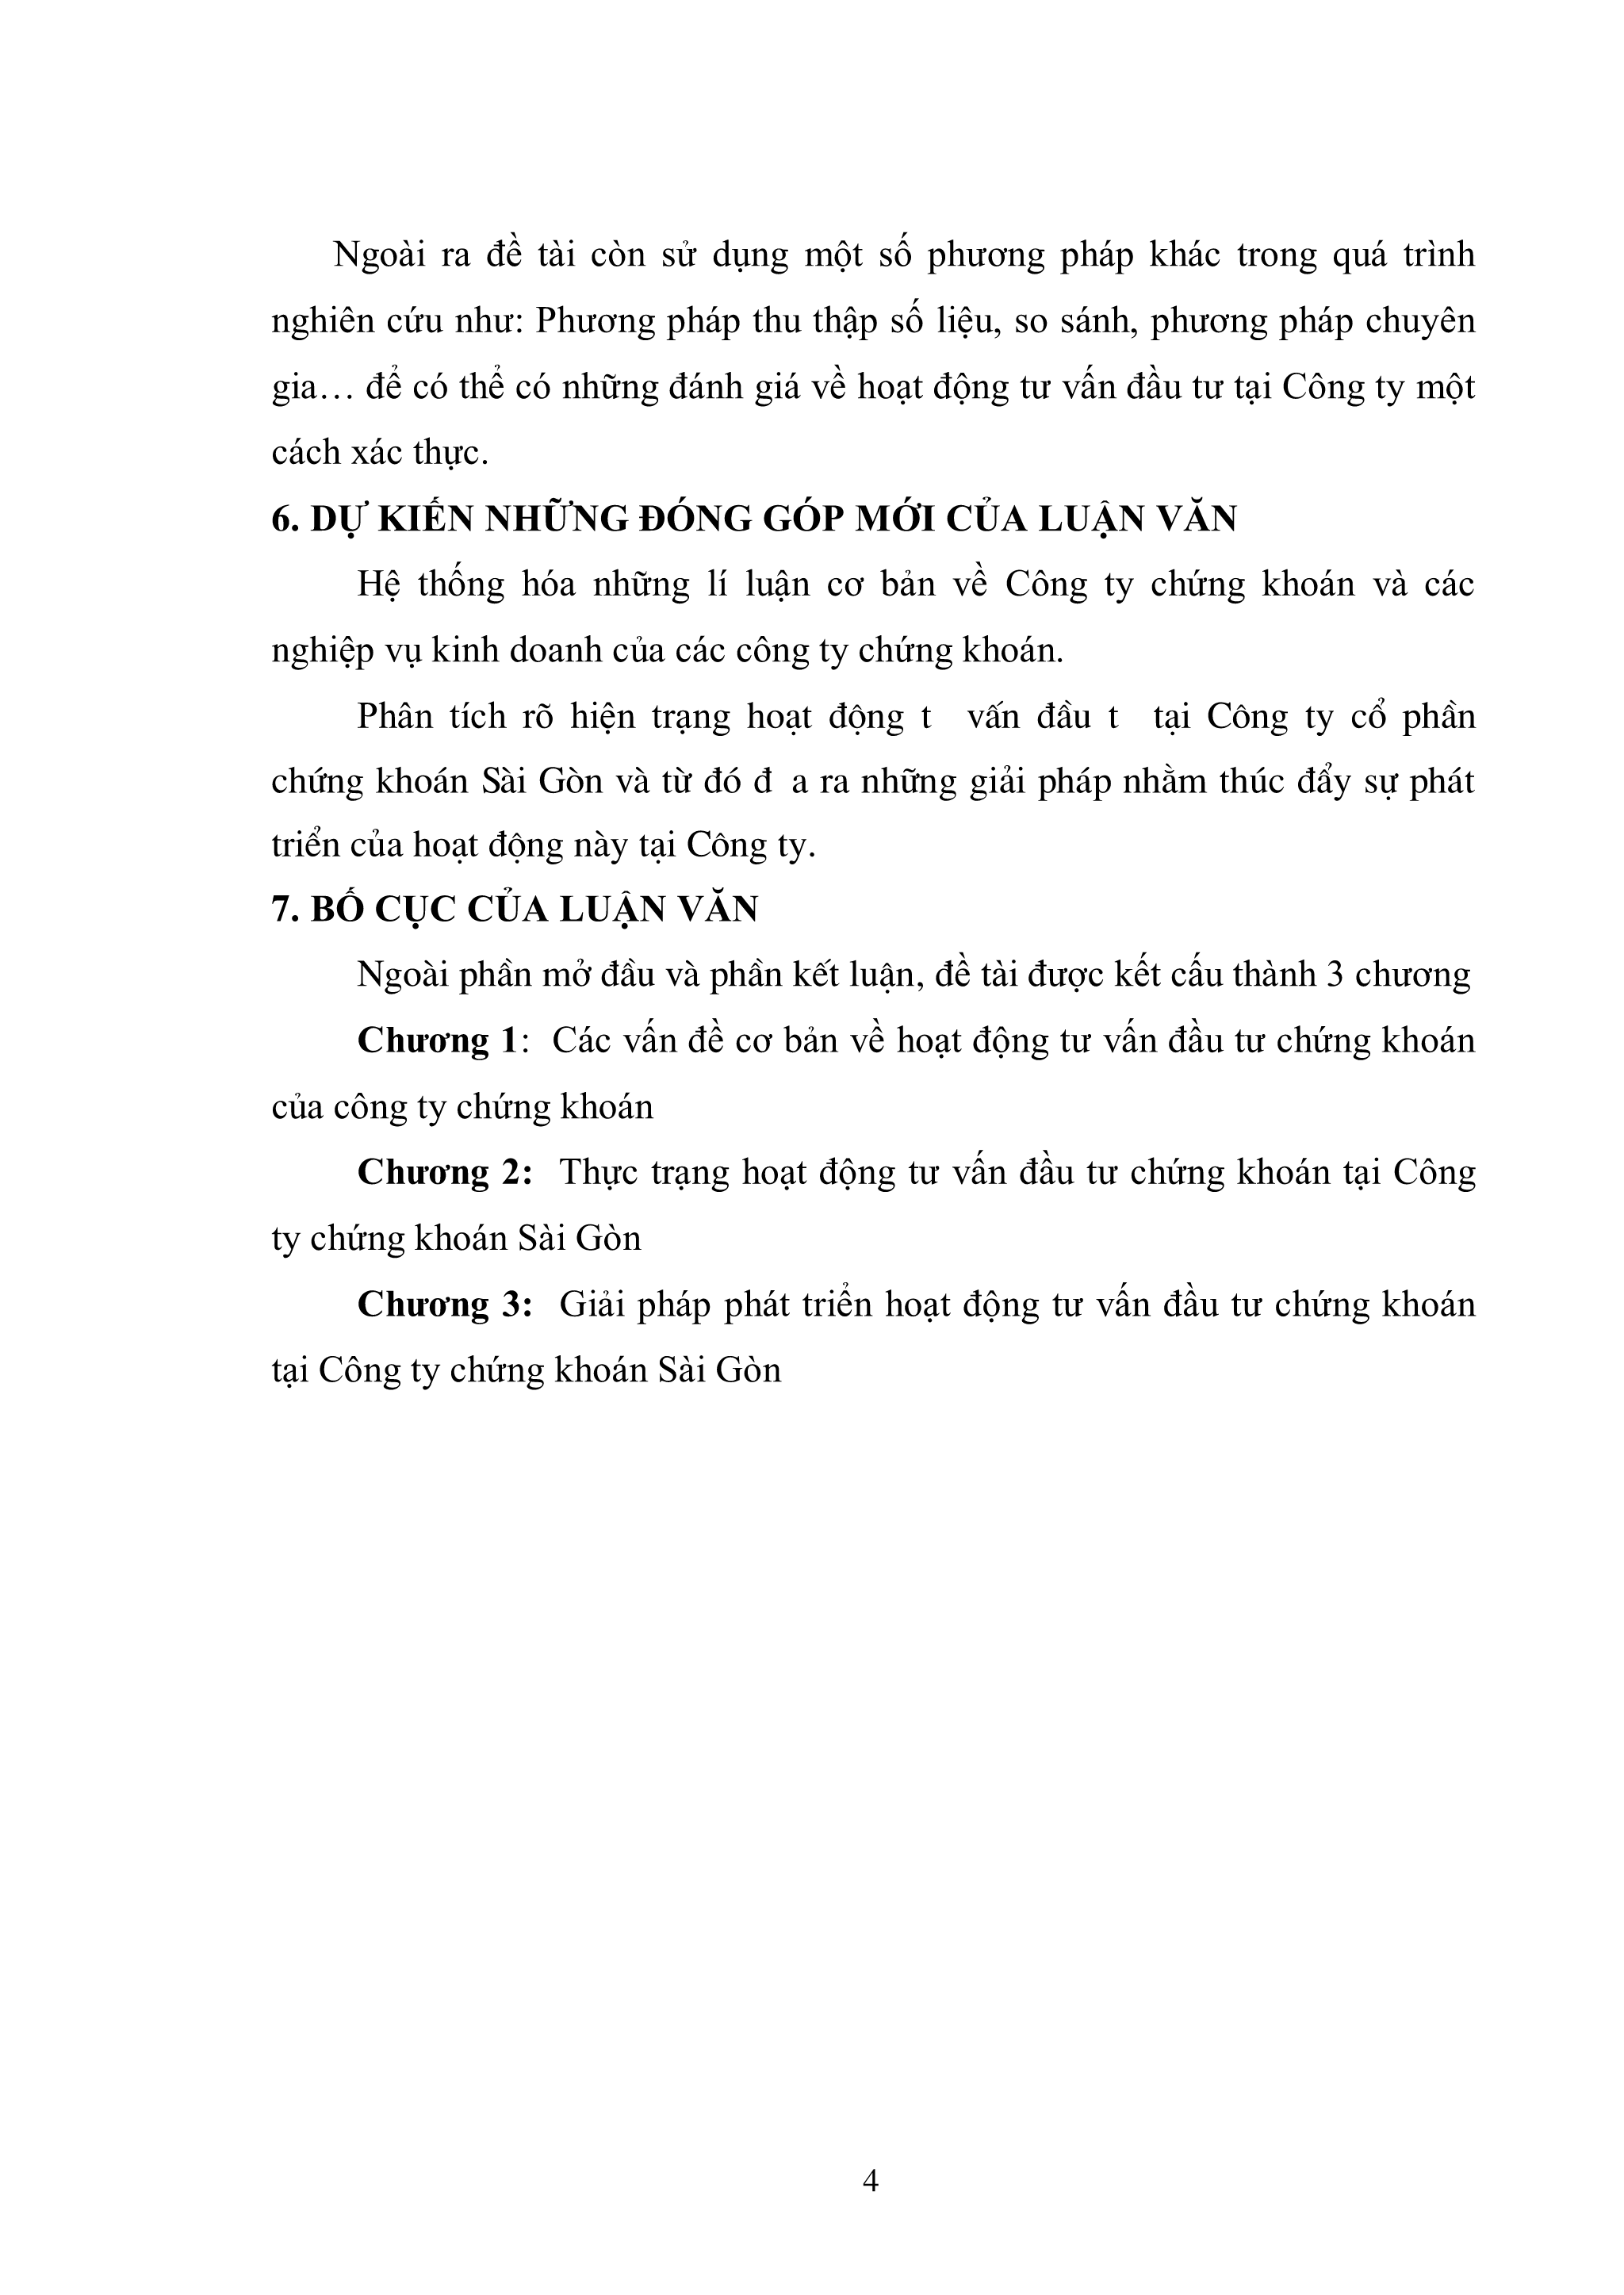 Ngoài ra đề tài còn sử dụng một số phương pháp khác trong quá trình
nghiên cứu như: Phương pháp thu thập số liệu, so sánh, phương pháp chuyên
gia… để có thể có những đánh giá về hoạt động tư vấn đầu tư tại Công ty một
cách xác thực.
6. DỰ KIẾN NHỮNG ĐÓNG GÓP MỚI CỦA LUẬN VĂN
Hệ thống hóa những lí luận cơ bản về Công ty chứng khoán và các
nghiệp vụ kinh doanh của các công ty chứng khoán.
Phân tích rõ hiện trạng hoạt động t vấn đầu t tại Công ty cổ phần
chứng khoán Sài Gòn và từ đó đ a ra những giải pháp nhằm thúc đẩy sự phát
triển của hoạt động này tại Công ty.
7. BỐ CỤC CỦA LUẬN VĂN
Ngoài phần mở đầu và phần kết luận, đề tài được kết cấu thành 3 chương
Chương 1: Các vấn đề cơ bản về hoạt động tư vấn đầu tư chứng khoán
của công ty chứng khoán
Chương 2: Thực trạng hoạt động tư vấn đầu tư chứng khoán tại Công
ty chứng khoán Sài Gòn
Chương 3: Giải pháp phát triển hoạt động tư vấn đầu tư chứng khoán
tại Công ty chứng khoán Sài Gòn
4